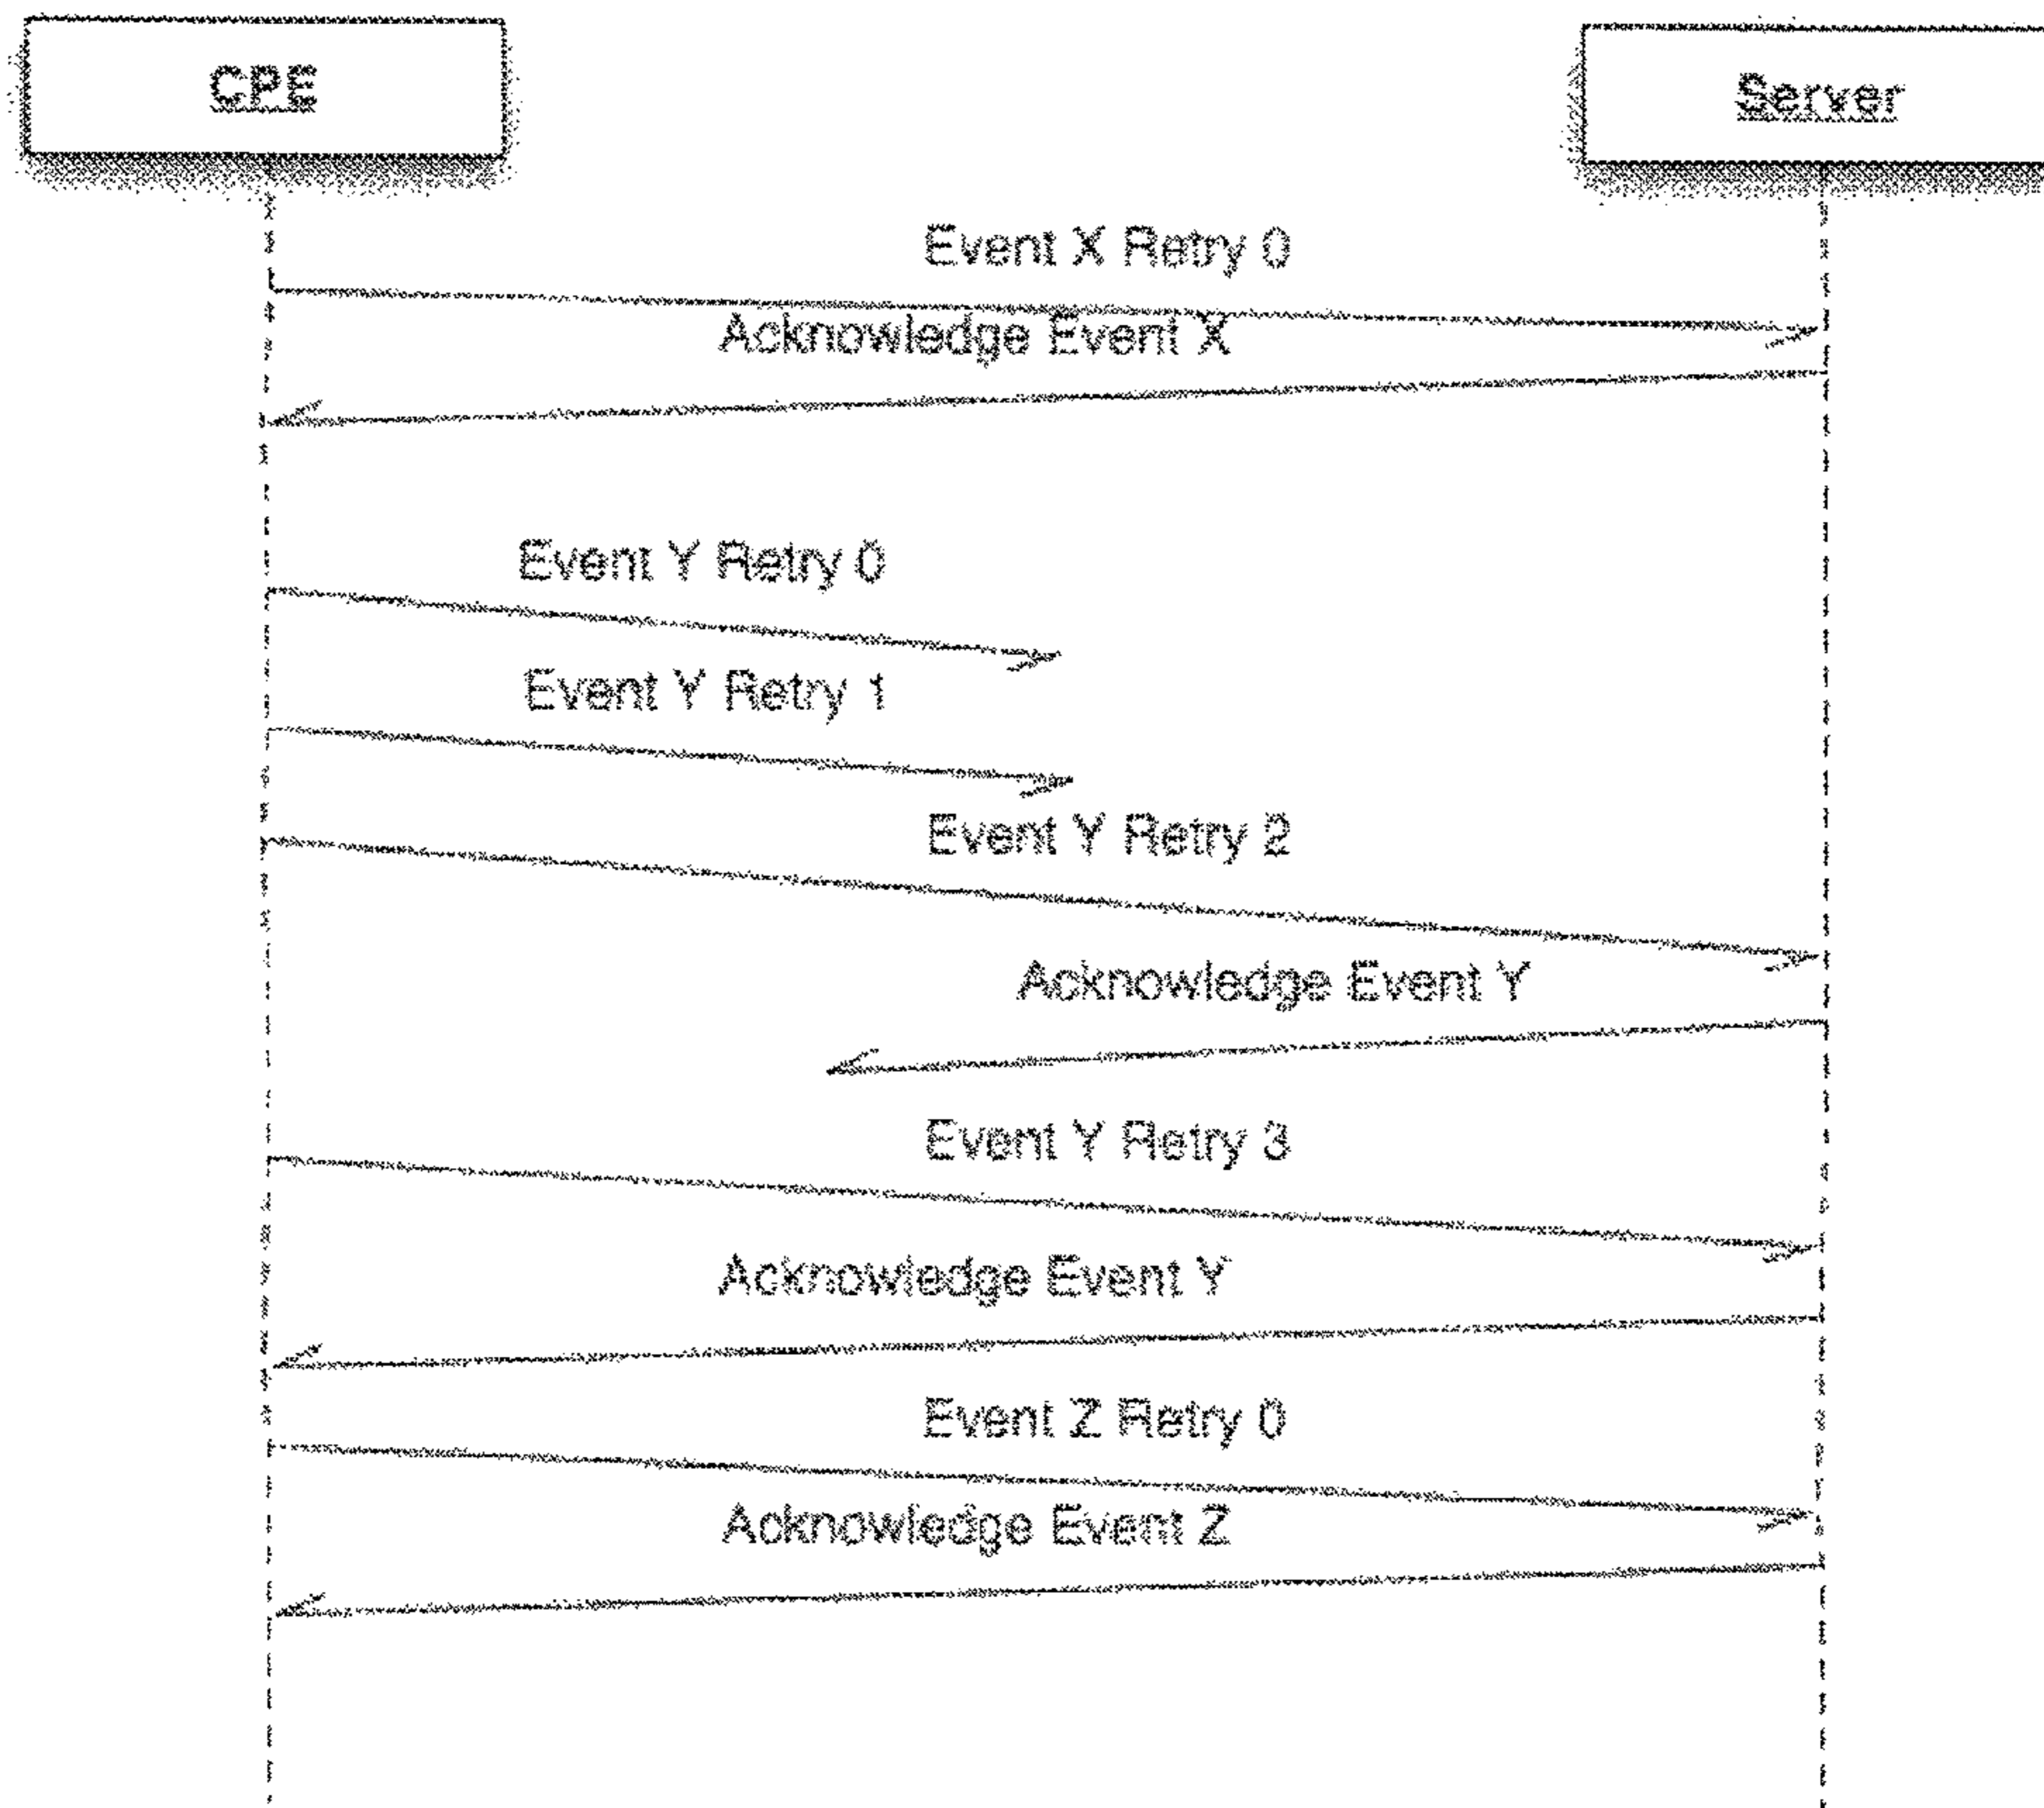 CPE
Server
Event X Retry 0
Acknowledge Event X
Event Y Retry 0
Event Y Retry 1
Event Y Retry 2
Acknowledge Event Y
Event Y Retry 3
Acknowledge Event Y
Event Z Retry 0
Acknowledge Event Z